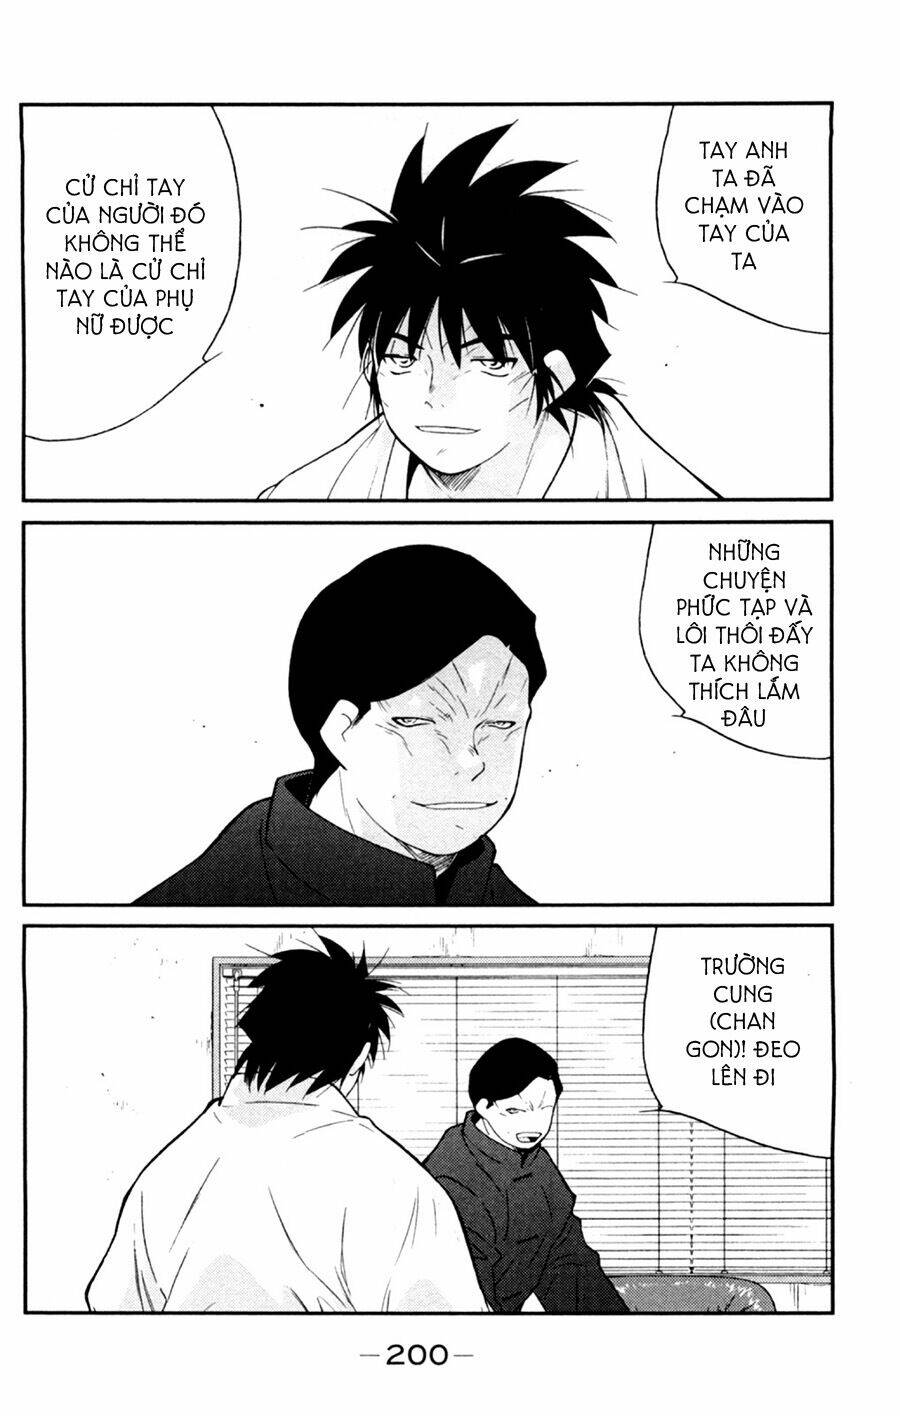 TAY ANH
TA ĐÃ
CHẠM VÀO
TAY CỦA
TA
CỬ CHỈ TAY
CỦA NGƯỜI ĐÓ
KHÔNG THỂ
NÀO LÀ CỬ CHỈ
TAY CỦA PHỤ
NỮ ĐƯỢC
NHỮNG
CHUYỆN
PHỨC TẠP VÀ
LÔI THÔI ĐẤY
TA KHÔNG
THÍCH LẮM
ĐÂU
TRƯỜNG
CUNG
(CHAN
GON)! ĐEO
LÊN ĐI
—200—